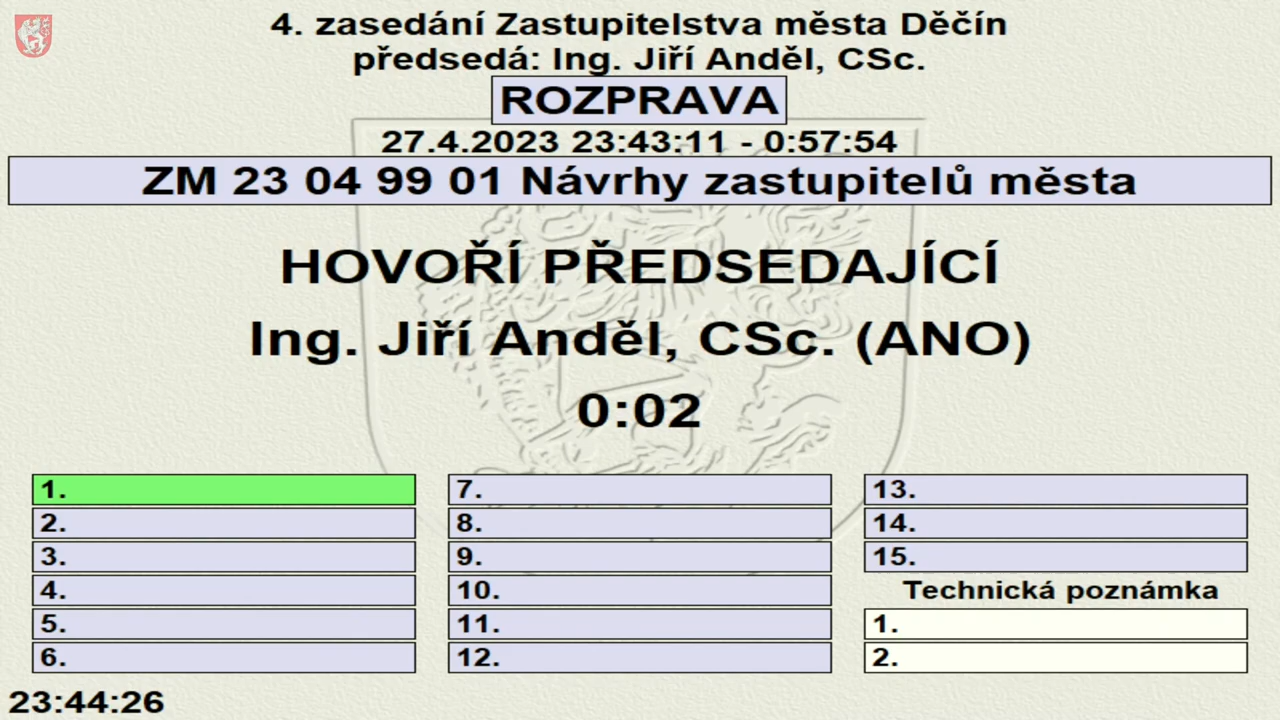 4. zasedání Zastupitelstva města Děčín
předsedá: Ing. Jiří Anděl, CSc.
ROZPRAVA
27.4.2023 23:43:11 - 0:57:54
ZM 23 04 99 01 Návrhy zastupitelů města
HOVOŘÍ PŘEDSEDAJÍCÍ
Ing. Jiří Anděl, CSc. (ANO)
0:02
1.
2.
3.
4.
5.
6.
7.
8.
9.
10.
11.
12.
13.
14.
15.
Technická poznámka
1.
2.
23:44:26